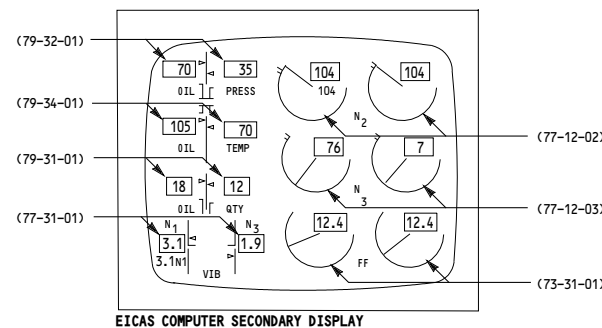 (79-32-01)
70 35 104 104
OIL PRESS 104
(79-34-01)
105 70 N2
OIL TEMP
(77-12-02)
76 7
(79-31-01)
18 12
OIL QTY N3
(77-12-03)
(77-31-01)
N1 N3
3.1 1.9 12.4 12.4
3.1N1
VIB FF
(73-31-01)
EICAS COMPUTER SECONDARY DISPLAY